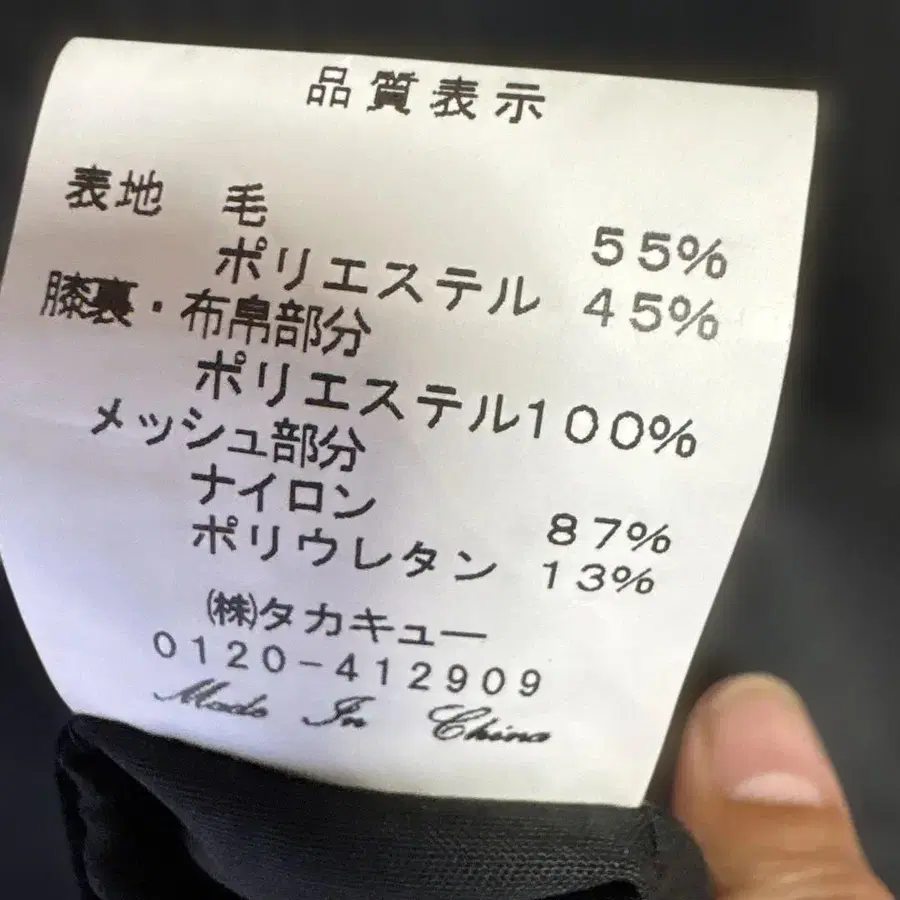 品質表示
表地 毛 55%
ポリエステル 45%
膝裏・布帛部分
ポリエステル100%
メッシュ部分
ナイロン 87%
ポリウレタン 13%
㈱タカキュー
0120-412909
Made In China